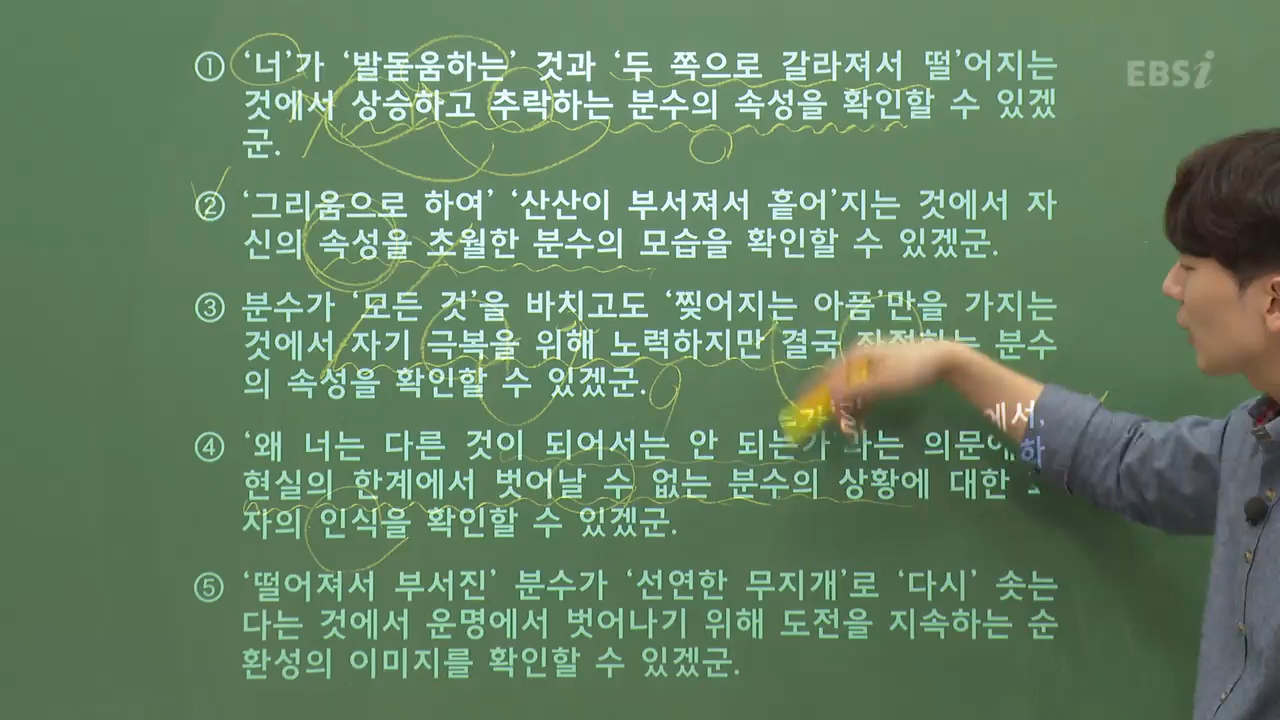 EBSi
① '너'가 '발돋움하는' 것과 '두 쪽으로 갈라져서 떨'어지는
것에서 상승하고 추락하는 분수의 속성을 확인할 수 있겠
군.
② '그리움으로 하여' '산산이 부서져서 흩어'지는 것에서 자
신의 속성을 초월한 분수의 모습을 확인할 수 있겠군.
③ 분수가 '모든 것'을 바치고도 '찢어지는 아픔'만을 가지는
것에서 자기 극복을 위해 노력하지만 결국 분수
의 속성을 확인할 수 있겠군.
④ '왜 너는 다른 것이 되어서는 안 되는가'라는 의문에
현실의 한계에서 벗어날 수 없는 분수의 상황에 대한
자의 인식을 확인할 수 있겠군.
⑤ '떨어져서 부서진' 분수가 '선연한 무지개'로 '다시' 솟는
다는 것에서 운명에서 벗어나기 위해 도전을 지속하는 순
환성의 이미지를 확인할 수 있겠군.